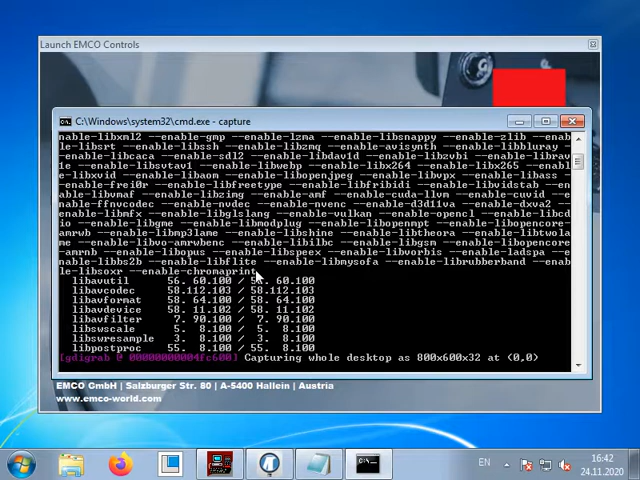 Launch EMCO Controls
C:\Windows\system32\cmd.exe - capture
nable-libxml2 --enable-gmp --enable-lzma --enable-libsnappy --enable-zlib --enab
le-libsrt --enable-libssh --enable-libzmq --enable-avisynth --enable-libbluray -
-enable-libcaca --enable-sdl2 --enable-libdav1d --enable-libzvbi --enable-librav
1e --enable-libsvtav1 --enable-libwebp --enable-libx264 --enable-libx265 --enabl
e-libxvid --enable-libaom --enable-libopenjpeg --enable-libvpx --enable-libass -
-enable-frei0r --enable-libfreetype --enable-libfribidi --enable-libvidstab --en
able-libvmaf --enable-libzimg --enable-amf --enable-cuda-llvm --enable-cuvid --e
nable-ffnvcodec --enable-nvdec --enable-nvenc --enable-d3d11va --enable-dxva2 --
enable-libmfx --enable-libglslang --enable-vulkan --enable-opencl --enable-libcd
io --enable-libgme --enable-libmodplug --enable-libopenmpt --enable-libopencore-
amrwb --enable-libmp3lame --enable-libshine --enable-libtheora --enable-libtwola
me --enable-libvo-amrwbenc --enable-libilbc --enable-libgsm --enable-libopencore
-amrnb --enable-libopus --enable-libspeex --enable-libvorbis --enable-ladspa --e
nable-libbs2b --enable-libflite --enable-libmysofa --enable-librubberband --enab
le-libsoxr --enable-chromaprint
libavutil 56. 60.100 / 56. 60.100
libavcodec 58.112.103 / 58.112.103
libavformat 58. 64.100 / 58. 64.100
libavdevice 58. 11.102 / 58. 11.102
libavfilter 7. 90.100 / 7. 90.100
libswscale 5. 8.100 / 5. 8.100
libswresample 3. 8.100 / 3. 8.100
libpostproc 55. 8.100 / 55. 8.100
[gdigrab @ 00000000004fc600] Capturing whole desktop as 800x600x32 at (0,0)
EMCO GmbH | Salzburger Str. 80 | A-5400 Hallein | Austria
www.emco-world.com
EN
16:42
24.11.2020